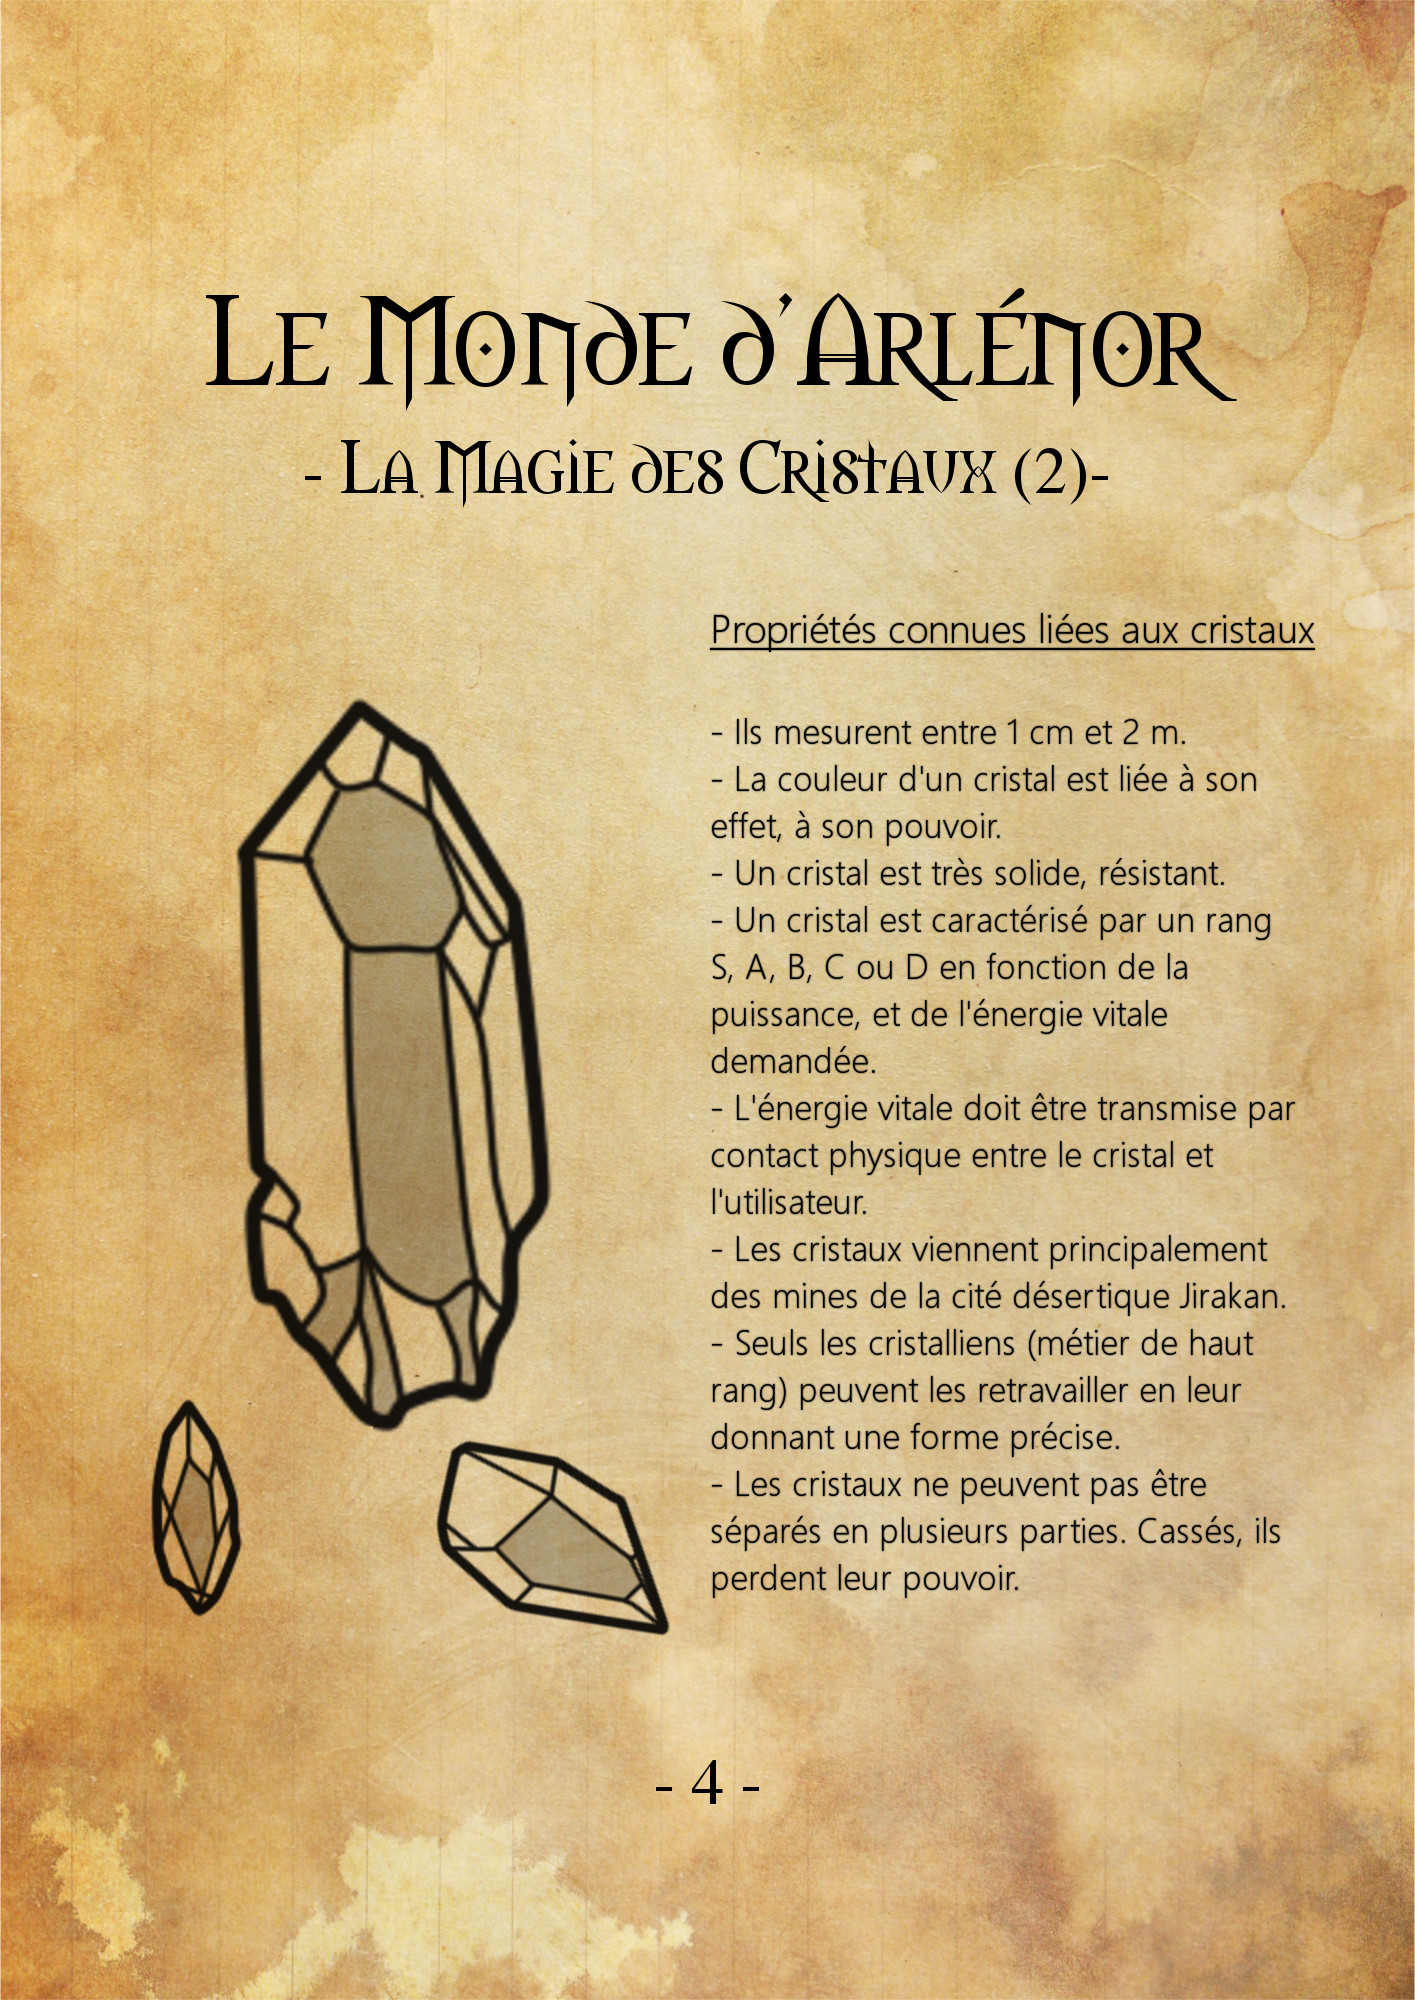 Le Monde d'Arlénor
- La Magie des Cristaux (2)-
Propriétés connues liées aux cristaux
- Ils mesurent entre 1 cm et 2 m.
- La couleur d'un cristal est liée à son
effet, à son pouvoir.
- Un cristal est très solide, résistant.
- Un cristal est caractérisé par un rang
S, A, B, C ou D en fonction de la
puissance, et de l'énergie vitale
demandée.
- L'énergie vitale doit être transmise par
contact physique entre le cristal et
l'utilisateur.
- Les cristaux viennent principalement
des mines de la cité désertique Jirakan.
- Seuls les cristalliens (métier de haut
rang) peuvent les retravailler en leur
donnant une forme précise.
- Les cristaux ne peuvent pas être
séparés en plusieurs parties. Cassés, ils
perdent leur pouvoir.
- 4 -